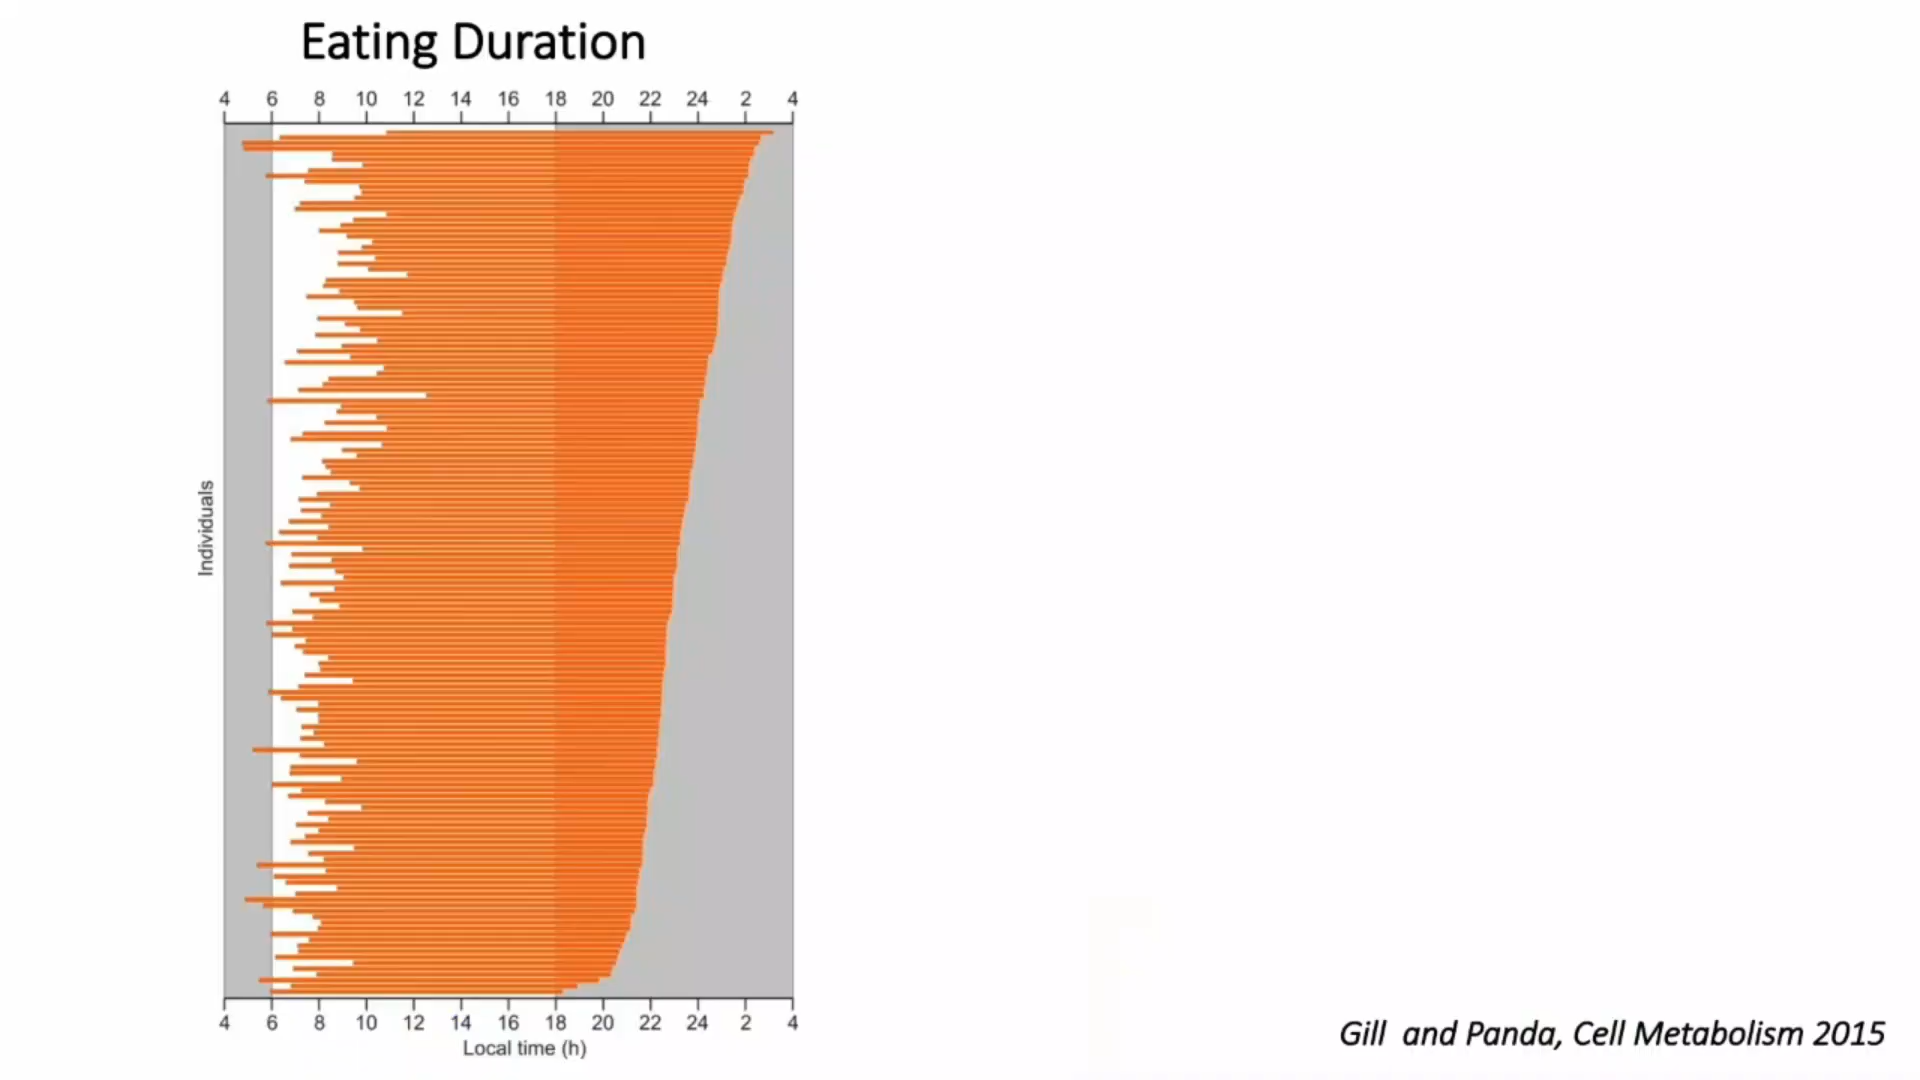 Eating Duration
4 6 8 10 12 14 16 18 20 22 24 2 4
Individuals
4 6 8 10 12 14 16 18 20 22 24 2 4
Local time (h)
Gill and Panda, Cell Metabolism 2015